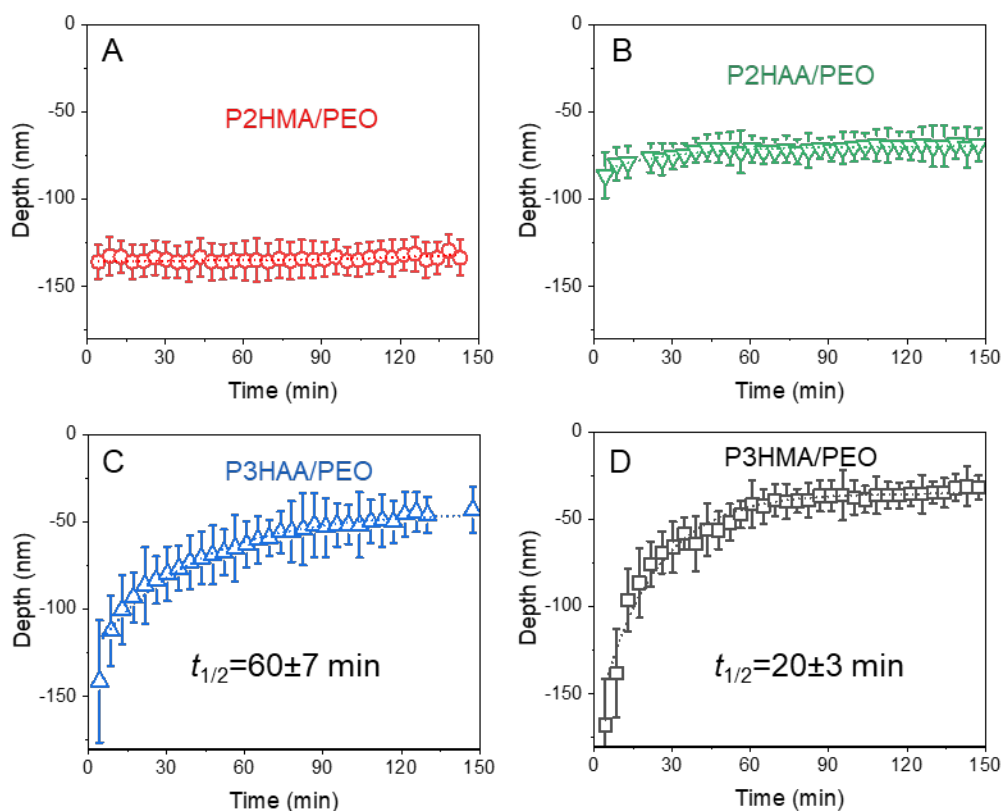 A
P2HMA/PEO
Depth (nm)
0
-50
-100
-150
0
30
60
90
120
150
Time (min)
B
P2HAA/PEO
Depth (nm)
0
-50
-100
-150
0
30
60
90
120
150
Time (min)
C
P3HAA/PEO
t1/2=60±7 min
Depth (nm)
0
-50
-100
-150
0
30
60
90
120
150
Time (min)
D
P3HMA/PEO
t1/2=20±3 min
Depth (nm)
0
-50
-100
-150
0
30
60
90
120
150
Time (min)